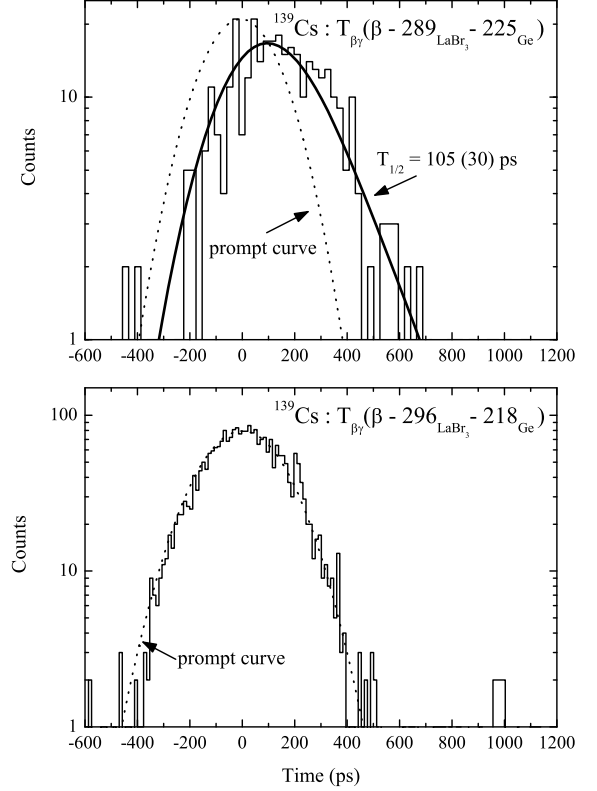 139Cs : Tβγ(β - 289LaBr3 - 225Ge)
10
T1/2 = 105 (30) ps
Counts
prompt curve
1
-600 -400 -200 0 200 400 600 800 1000 1200
100
139Cs : Tβγ(β - 296LaBr3 - 218Ge)
Counts
10
prompt curve
1
-600 -400 -200 0 200 400 600 800 1000 1200
Time (ps)